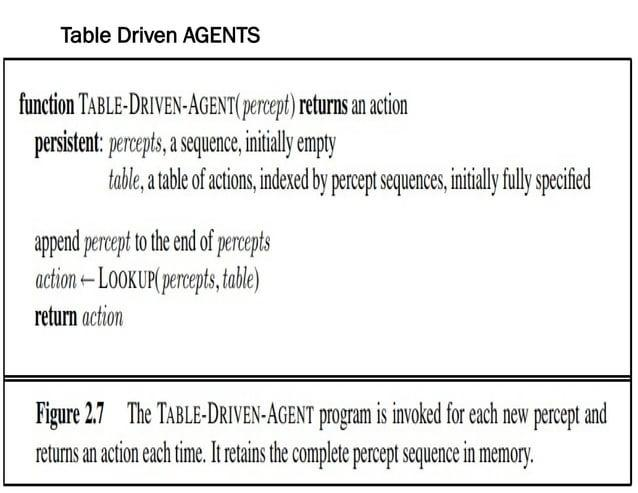 Table Driven AGENTS
function TABLE-DRIVEN-AGENT(percept) returns an action
persistent: percepts, a sequence, initially empty
table, a table of actions, indexed by percept sequences, initially fully specified
append percept to the end of percepts
action ← LOOKUP(percepts, table)
return action
Figure 2.7 The TABLE-DRIVEN-AGENT program is invoked for each new percept and
returns an action each time. It retains the complete percept sequence in memory.